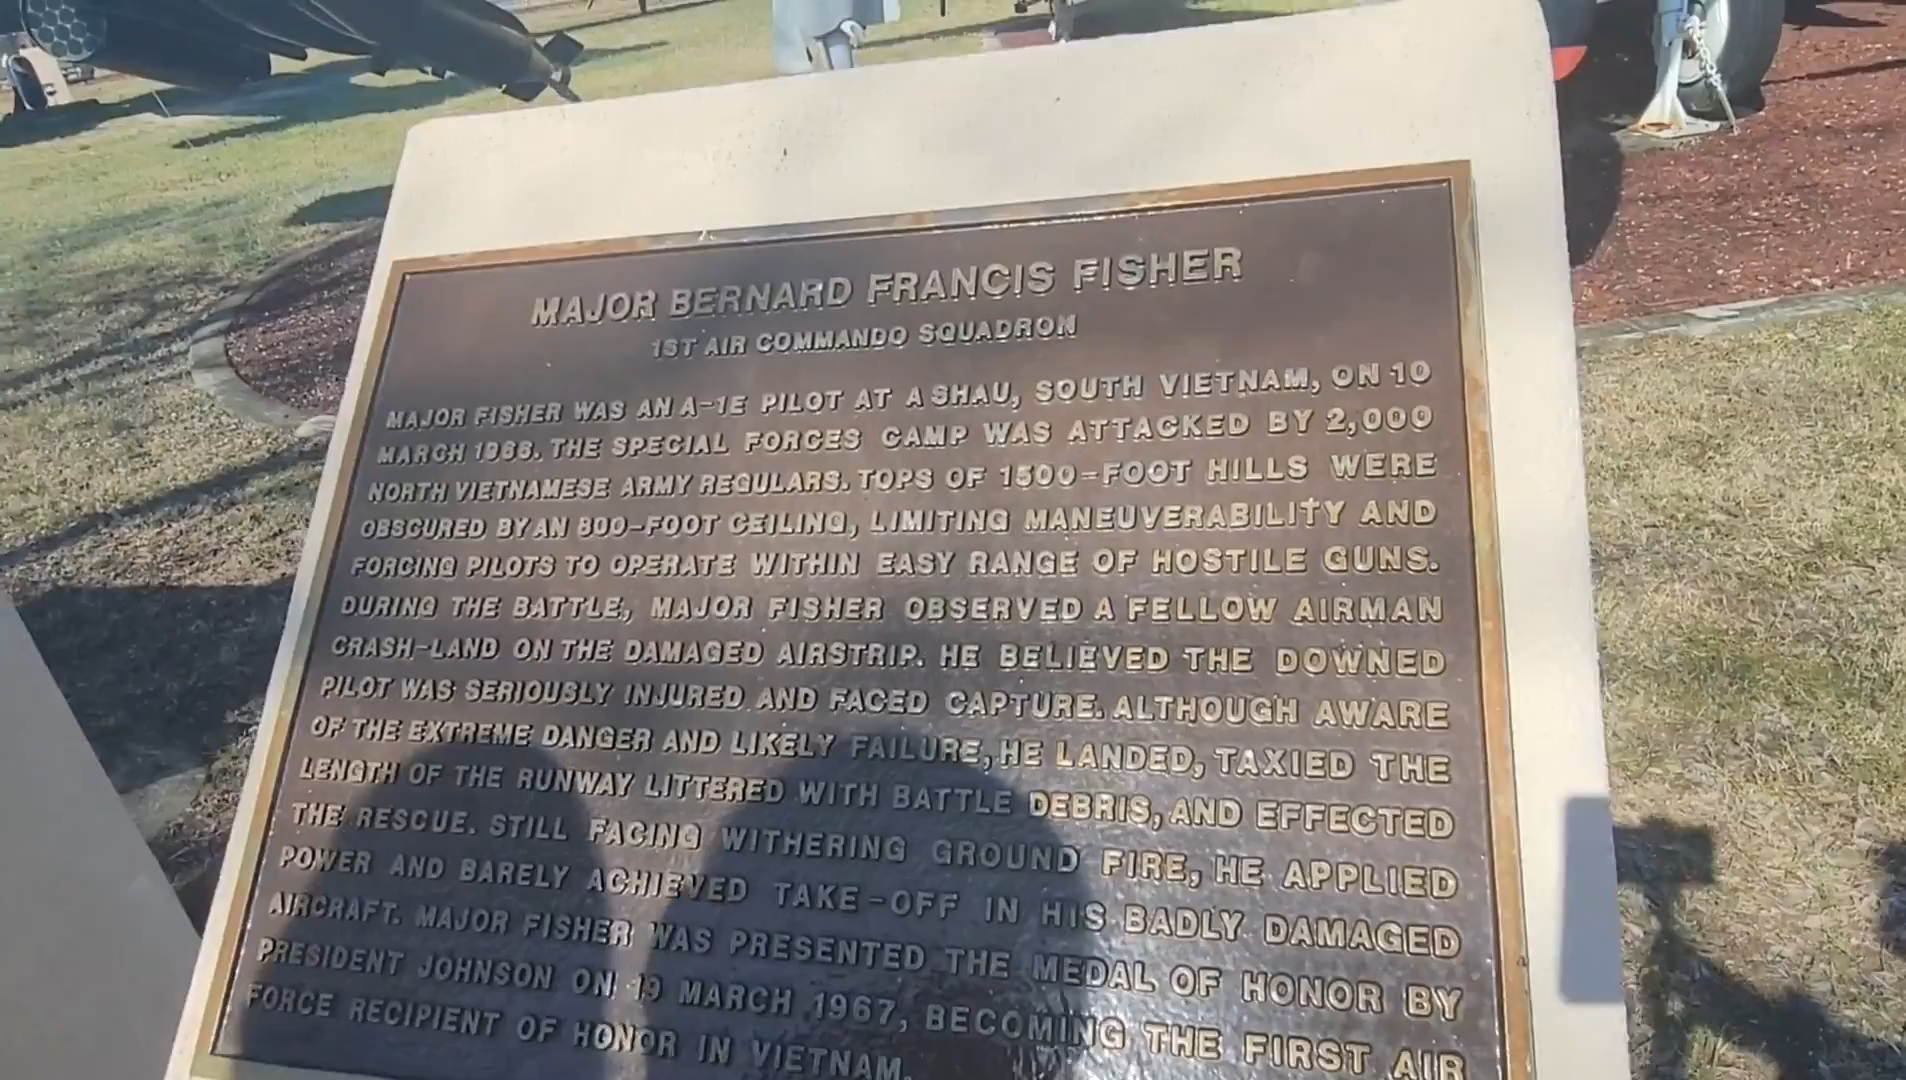 MAJOR BERNARD FRANCIS FISHER
1ST AIR COMMANDO SQUADRON
MAJOR FISHER WAS AN A-1E PILOT AT A SHAU, SOUTH VIETNAM, ON 10
MARCH 1966. THE SPECIAL FORCES CAMP WAS ATTACKED BY 2,000
NORTH VIETNAMESE ARMY REGULARS. TOPS OF 1500-FOOT HILLS WERE
OBSCURED BY AN 800-FOOT CEILING, LIMITING MANEUVERABILITY AND
FORCING PILOTS TO OPERATE WITHIN EASY RANGE OF HOSTILE GUNS.
DURING THE BATTLE, MAJOR FISHER OBSERVED A FELLOW AIRMAN
CRASH-LAND ON THE DAMAGED AIRSTRIP. HE BELIEVED THE DOWNED
PILOT WAS SERIOUSLY INJURED AND FACED CAPTURE. ALTHOUGH AWARE
OF THE EXTREME DANGER AND LIKELY FAILURE, HE LANDED, TAXIED THE
LENGTH OF THE RUNWAY LITTERED WITH BATTLE DEBRIS, AND EFFECTED
THE RESCUE. STILL FACING WITHERING GROUND FIRE, HE APPLIED
POWER AND BARELY ACHIEVED TAKE-OFF IN HIS BADLY DAMAGED
AIRCRAFT. MAJOR FISHER WAS PRESENTED THE MEDAL OF HONOR BY
PRESIDENT JOHNSON ON 19 MARCH 1967, BECOMING THE FIRST AIR
FORCE RECIPIENT OF HONOR IN VIETNAM.